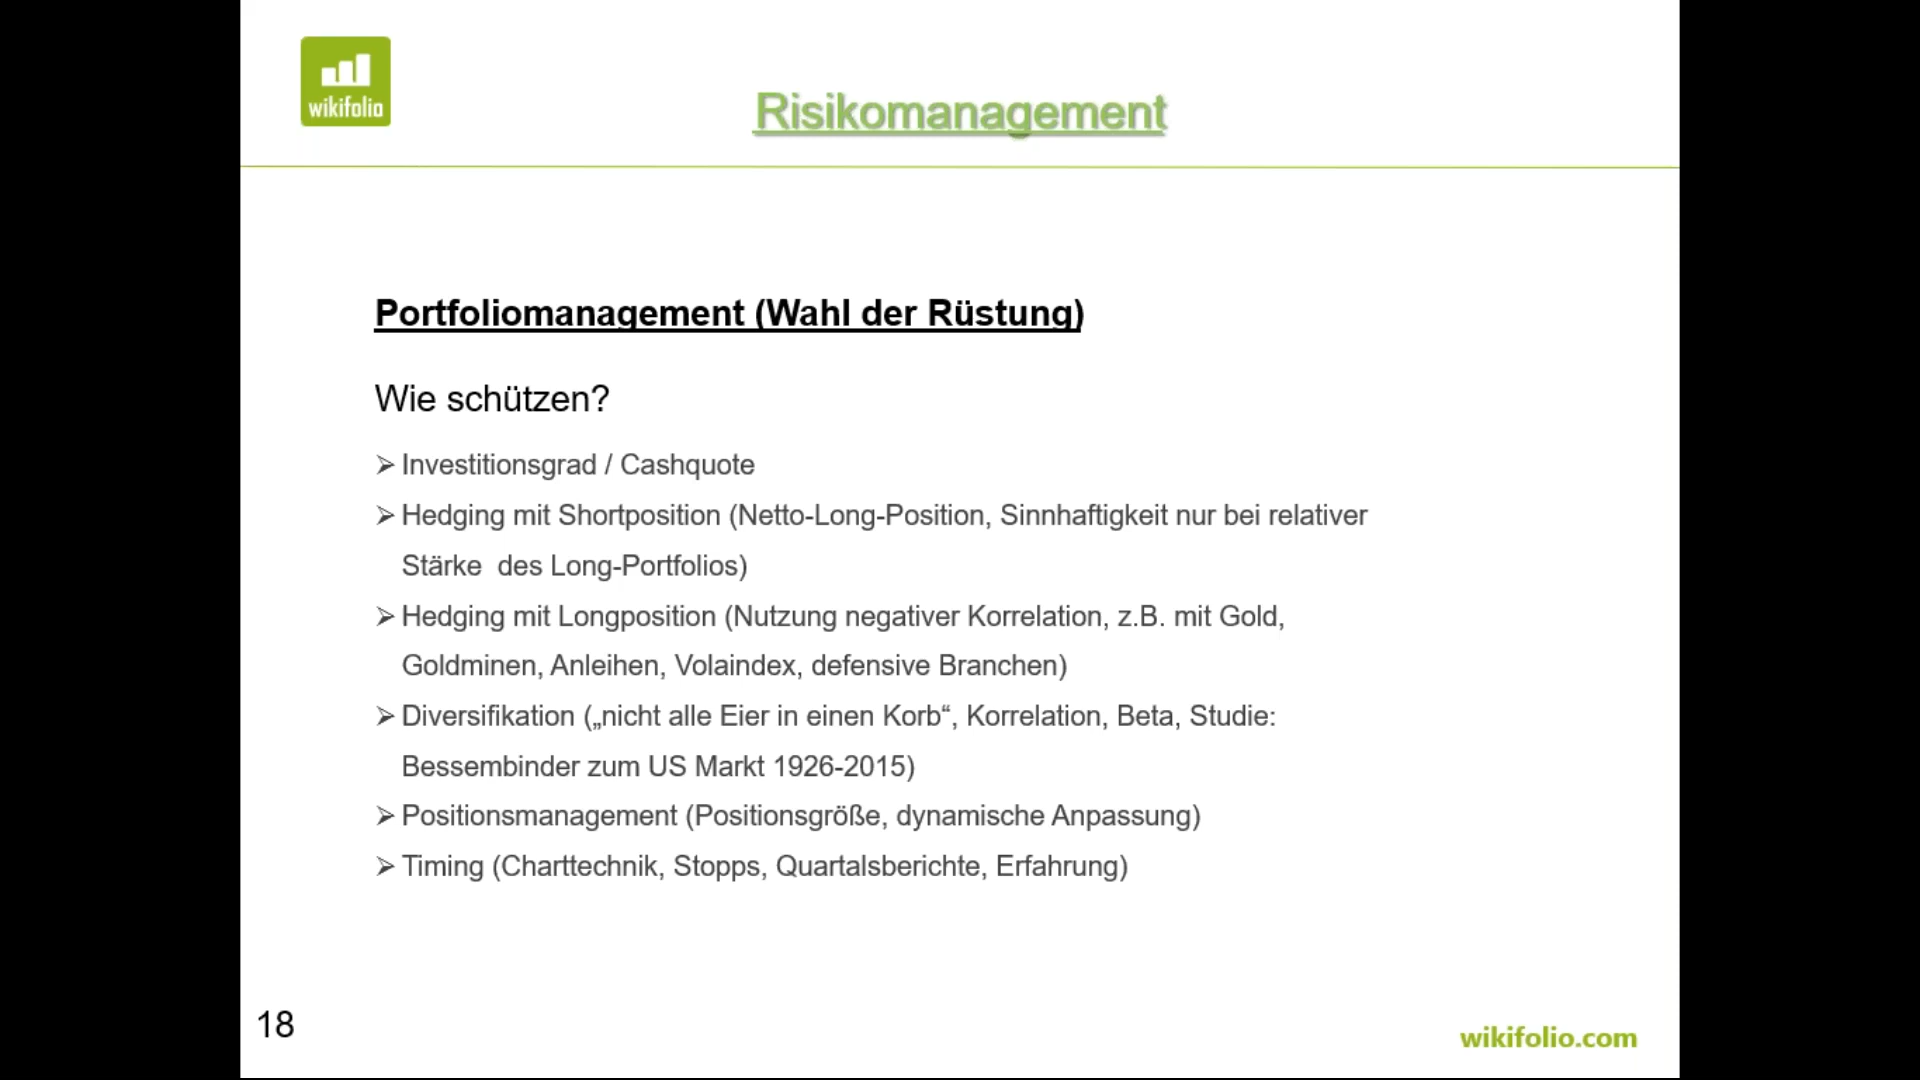 wikifolio
Risikomanagement
Portfoliomanagement (Wahl der Rüstung)
Wie schützen?
➢ Investitionsgrad / Cashquote
➢ Hedging mit Shortposition (Netto-Long-Position, Sinnhaftigkeit nur bei relativer
Stärke  des Long-Portfolios)
➢ Hedging mit Longposition (Nutzung negativer Korrelation, z.B. mit Gold,
Goldminen, Anleihen, Volaindex, defensive Branchen)
➢ Diversifikation („nicht alle Eier in einen Korb“, Korrelation, Beta, Studie:
Bessembinder zum US Markt 1926-2015)
➢ Positionsmanagement (Positionsgröße, dynamische Anpassung)
➢ Timing (Charttechnik, Stopps, Quartalsberichte, Erfahrung)
18
wikifolio.com